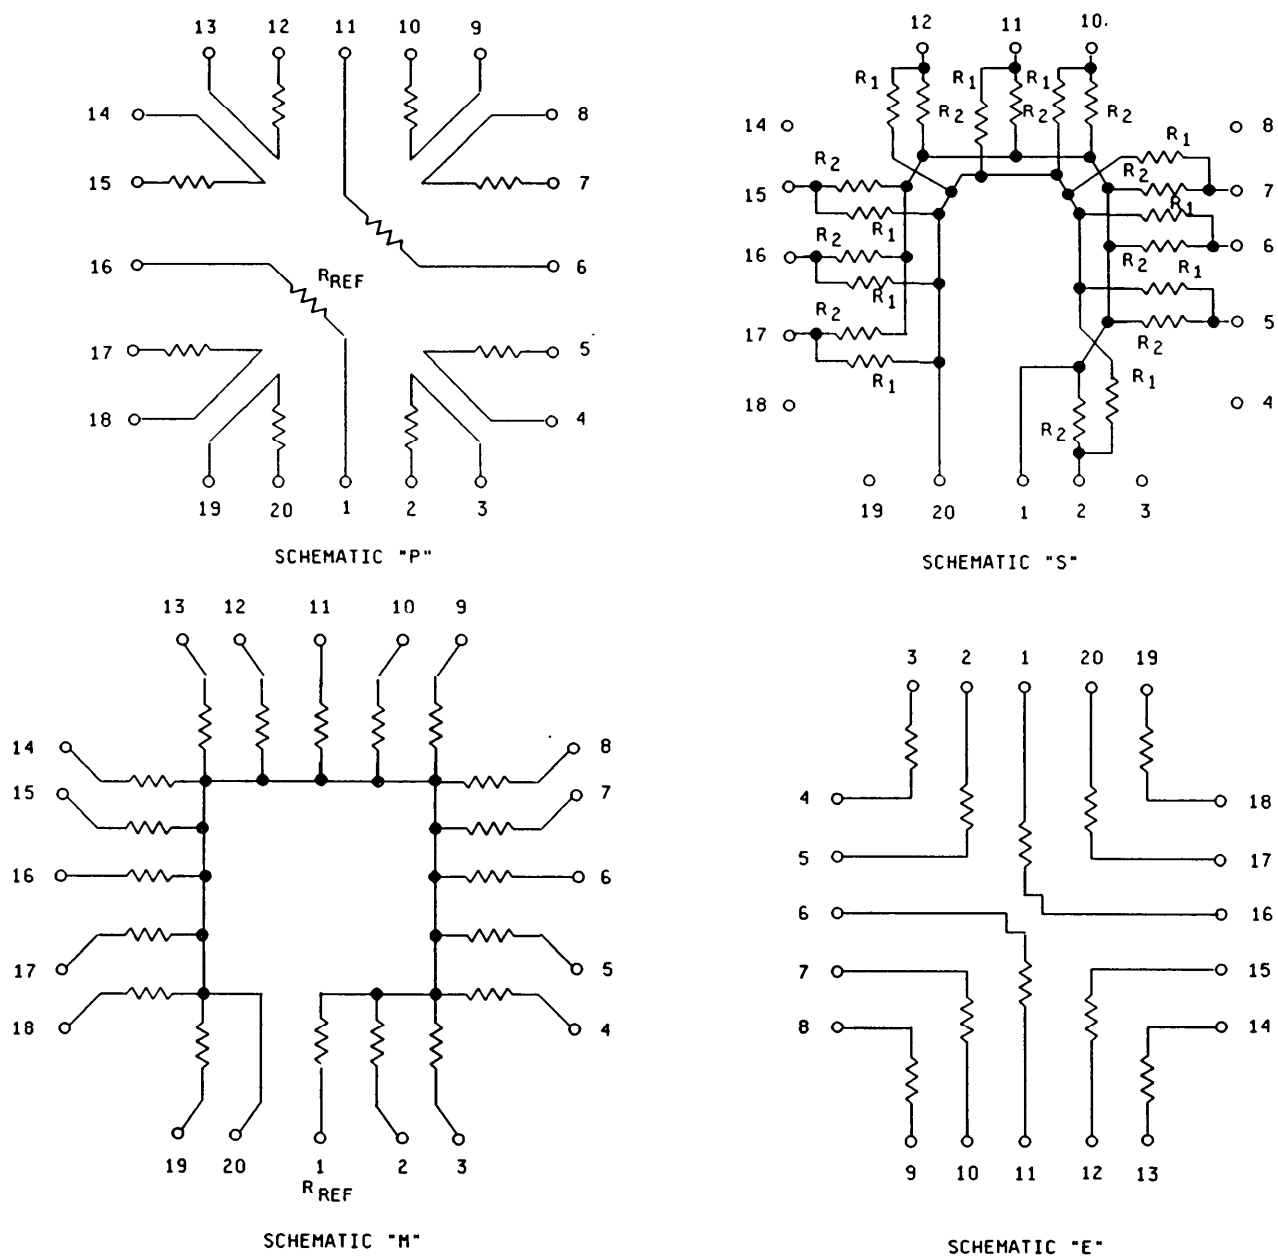 13 12 11 10 9
14 8
15 7
16 R REF 6
17 5
18 4
19 20 1 2 3
SCHEMATIC "P"
12 11 10.
R1 R1 R1
R2 R2 R2
14 8
R1
R2 R2
15 7
R1 R1
R2
16 R2 R1 6
R1
R2
17 R2 5
R1 R1
18 R2 4
19 20 1 2 3
SCHEMATIC "S"
13 12 11 10 9
14 8
15 7
16 6
17 5
18 4
19 20 1 2 3
R REF
SCHEMATIC "M"
3 2 1 20 19
4 18
5 17
6 16
7 15
8 14
9 10 11 12 13
SCHEMATIC "E"